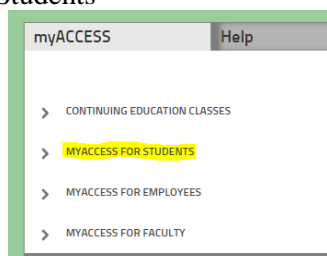 Students
myACCESS Help
CONTINUING EDUCATION CLASSES
MYACCESS FOR STUDENTS
MYACCESS FOR EMPLOYEES
MYACCESS FOR FACULTY